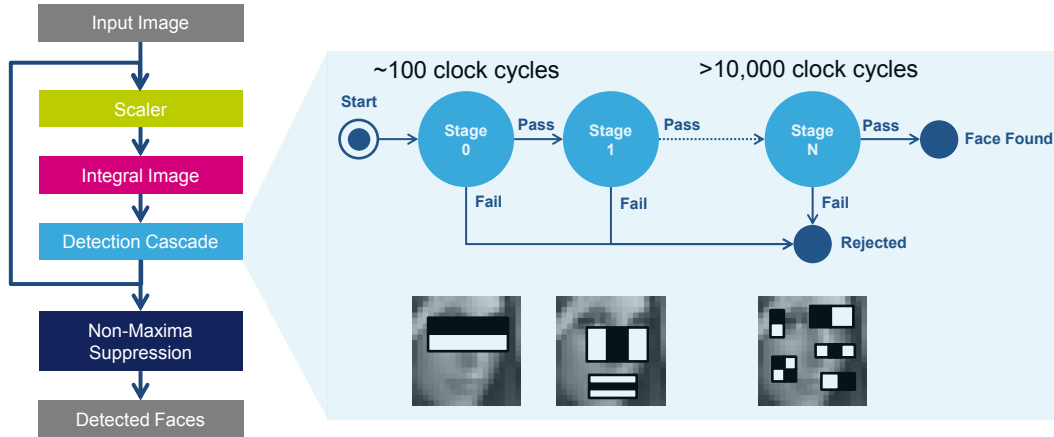 Input Image
Scaler
Integral Image
Detection Cascade
Non-Maxima
Suppression
Detected Faces
~100 clock cycles
>10,000 clock cycles
Start
Stage
0
Pass
Stage
1
Pass
Stage
N
Pass
Face Found
Fail
Fail
Fail
Rejected